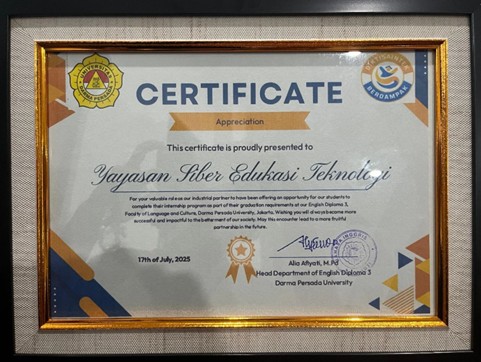 UNIVERSITAS
DARMA PERSADA
BERDAMPAK
CERTIFICATE
Appreciation
This certificate is proudly presented to
Yayasan Siber Edukasi Teknologi
For your valuable role as our industrial partner to have been offering an opportunity for our students to
complete their internship program as part of their graduation requirements at our English Diploma 3,
Faculty of Language and Culture, Darma Persada University, Jakarta. Wishing you will always become more
successful and impactful to the betterment of our society. May this encounter lead to a more fruitful
partnership in the future.
17th of July, 2025
Alia Afiyati, M.Pd
Head Department of English Diploma 3
Darma Persada University